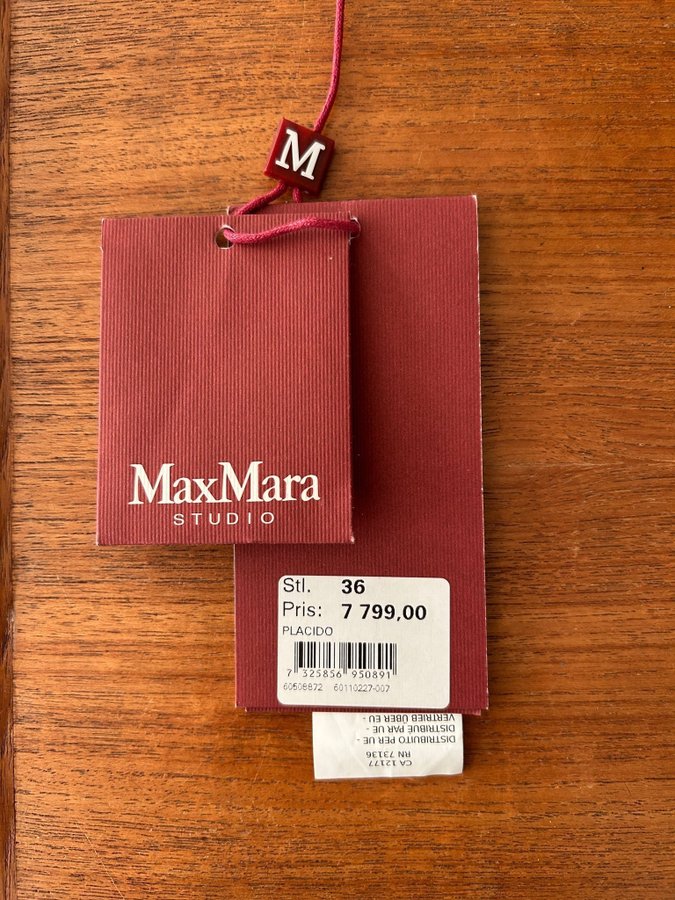 M
MaxMara
STUDIO
Stl. 36
Pris: 7 799,00
PLACIDO
7 325856 950891
60508872 60110227-007
CA 12177
RN 73136
DISTRIBUITO PER UE -
DISTRIBUÉ PAR UE -
VERTRIEB ÜBER EU -